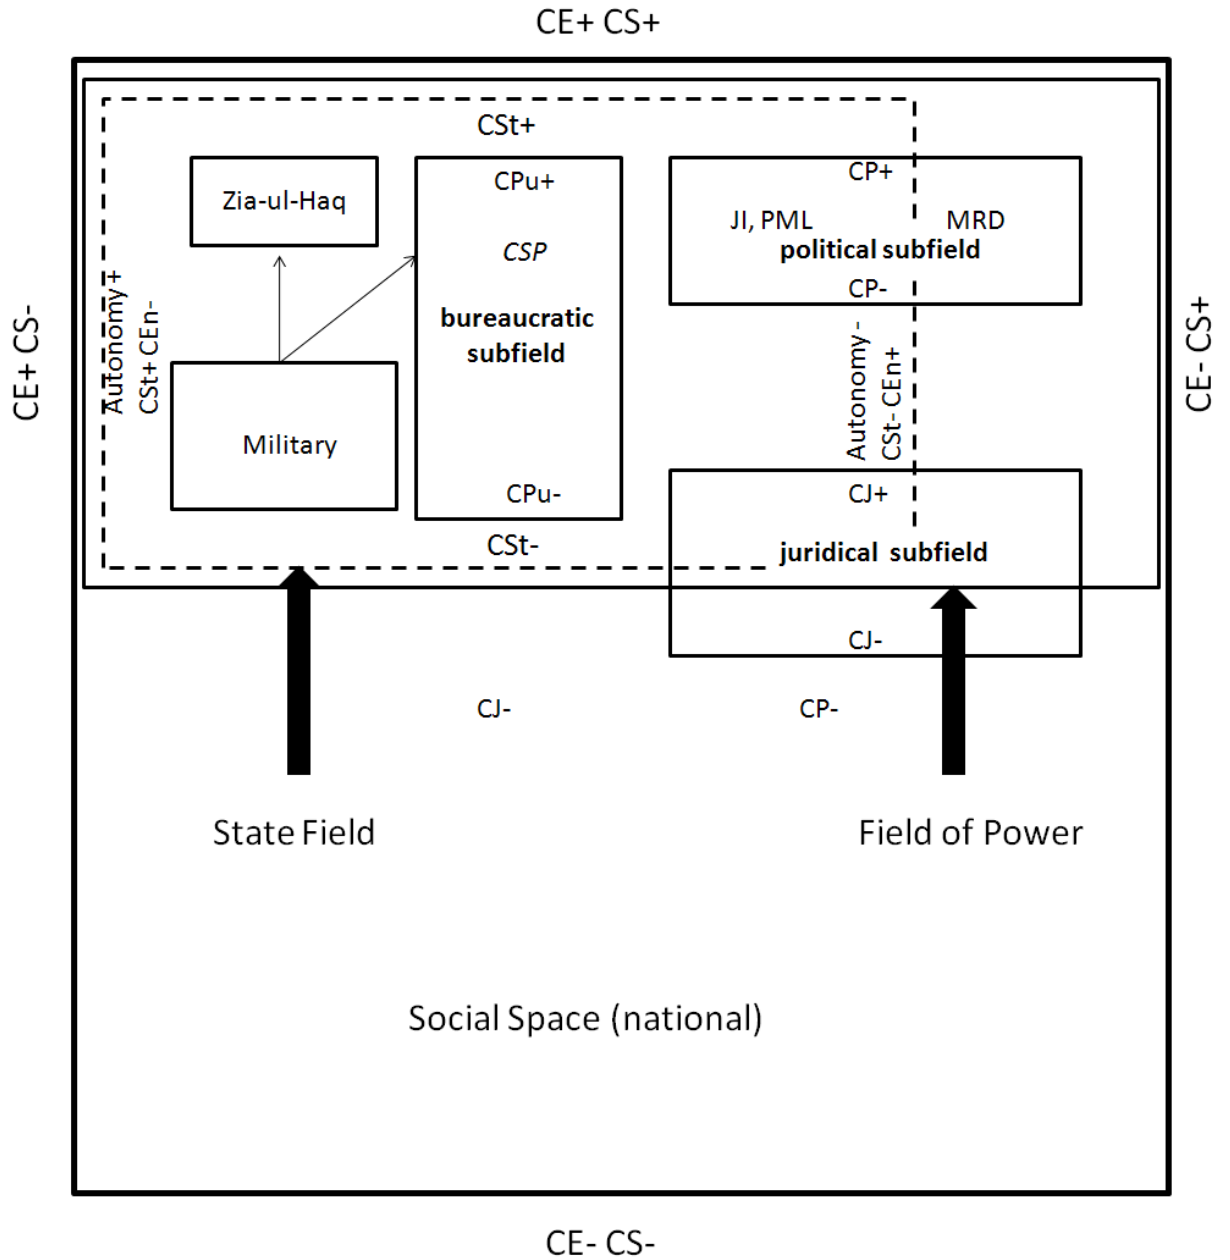 CE+ CS+
CSt+
Zia-ul-Haq
CPu+
CSP
bureaucratic
subfield
CPu-
CP+
JI, PML
MRD
political subfield
CP-
Autonomy +
CSt+ CEn-
Military
Autonomy -
CSt- CEn+
CE+ CS-
CE- CS+
CJ+
CSt-
juridical subfield
CJ-
CJ-
CP-
State Field
Field of Power
Social Space (national)
CE- CS-